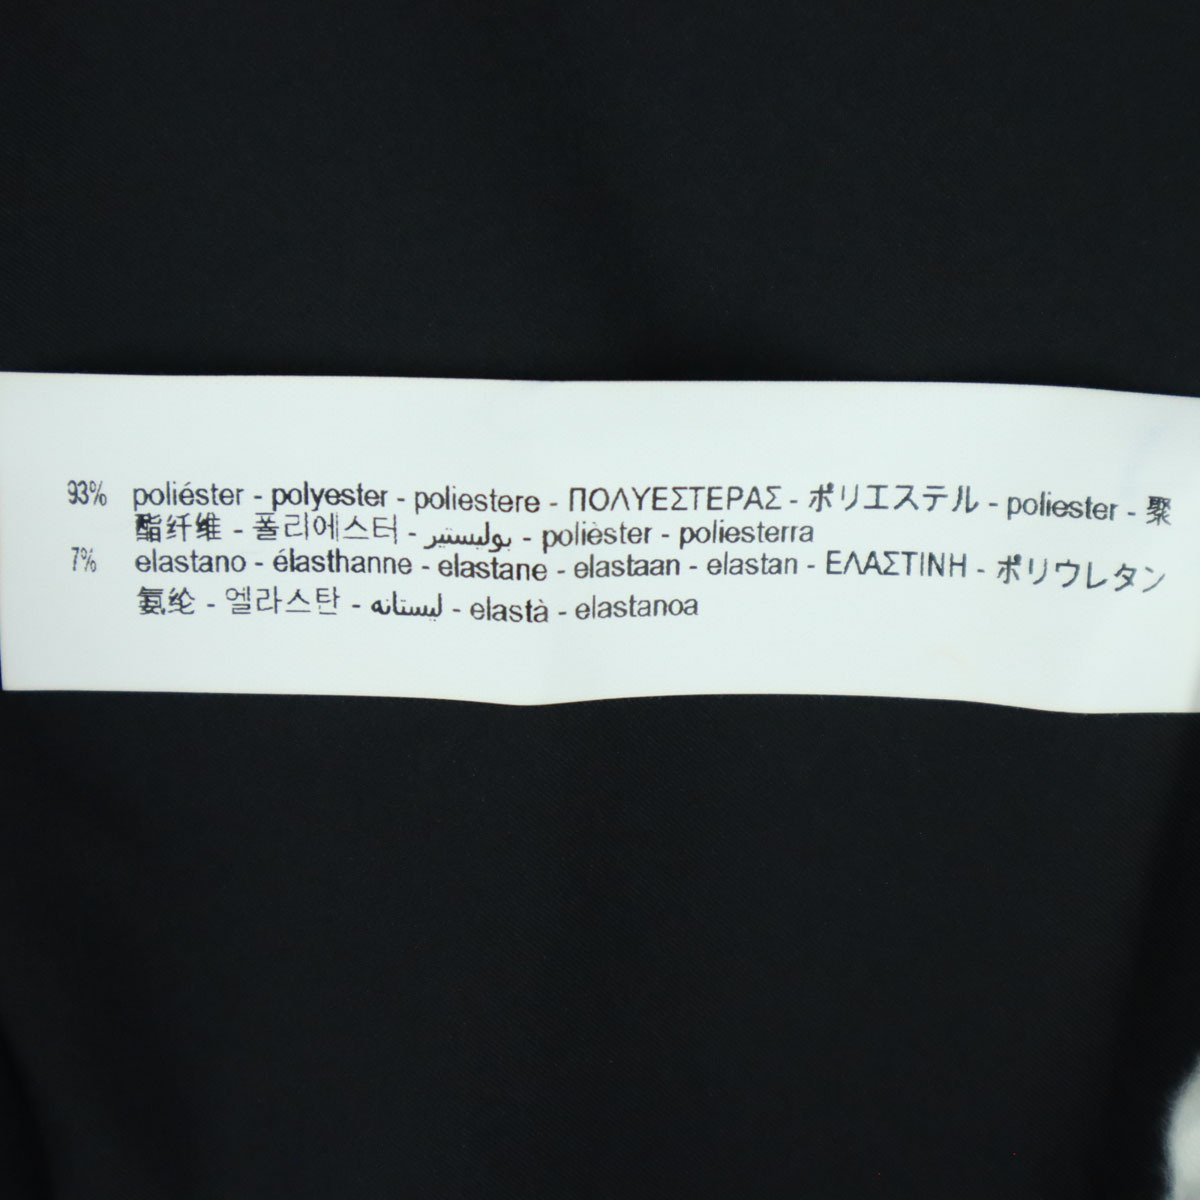 93% poliéster - polyester - poliestere - ΠΟΛΥΕΣΤΕΡΑΣ - ポリエステル - poliester - 聚
酯纤维 - 폴리에스터 - بوليستير - polièster - poliesterra
7% elastano - élasthanne - elastane - elastaan - elastan - ΕΛΑΣΤΙΝΗ - ポリウレタン
氨纶 - 엘라스탄 - ليستانه - elastà - elastanoa